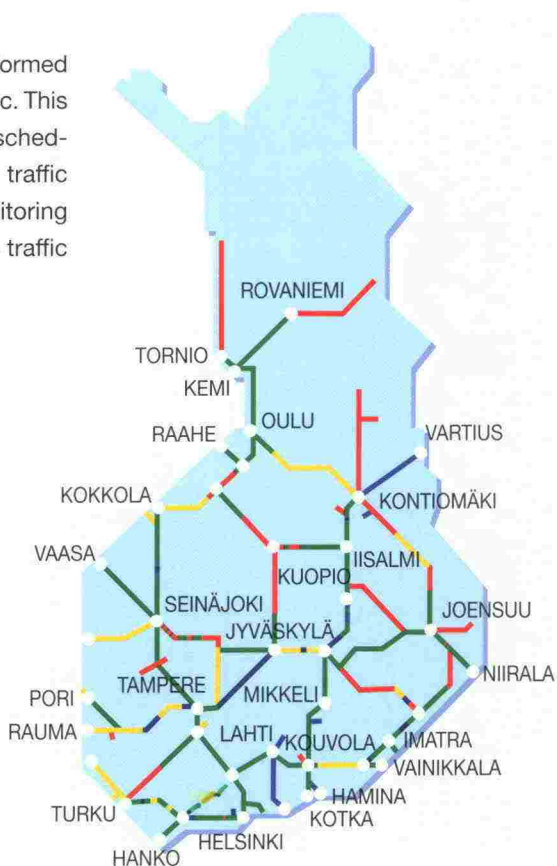 ormed
c. This
sched-
traffic
itoring
traffic
ROVANIEMI
TORNIO
KEMI
OULU
RAAHE
VARTIUS
KOKKOLA
KONTIOMÄKI
VAASA
IISALMI
KUOPIO
SEINÄJOKI
JOENSUU
JYVÄSKYLÄ
NIIRALA
TAMPERE
MIKKELI
PORI
RAUMA
LAHTI
KOUVOLA
IMATRA
VAINIKKALA
HAMINA
TURKU
KOTKA
HELSINKI
HANKO